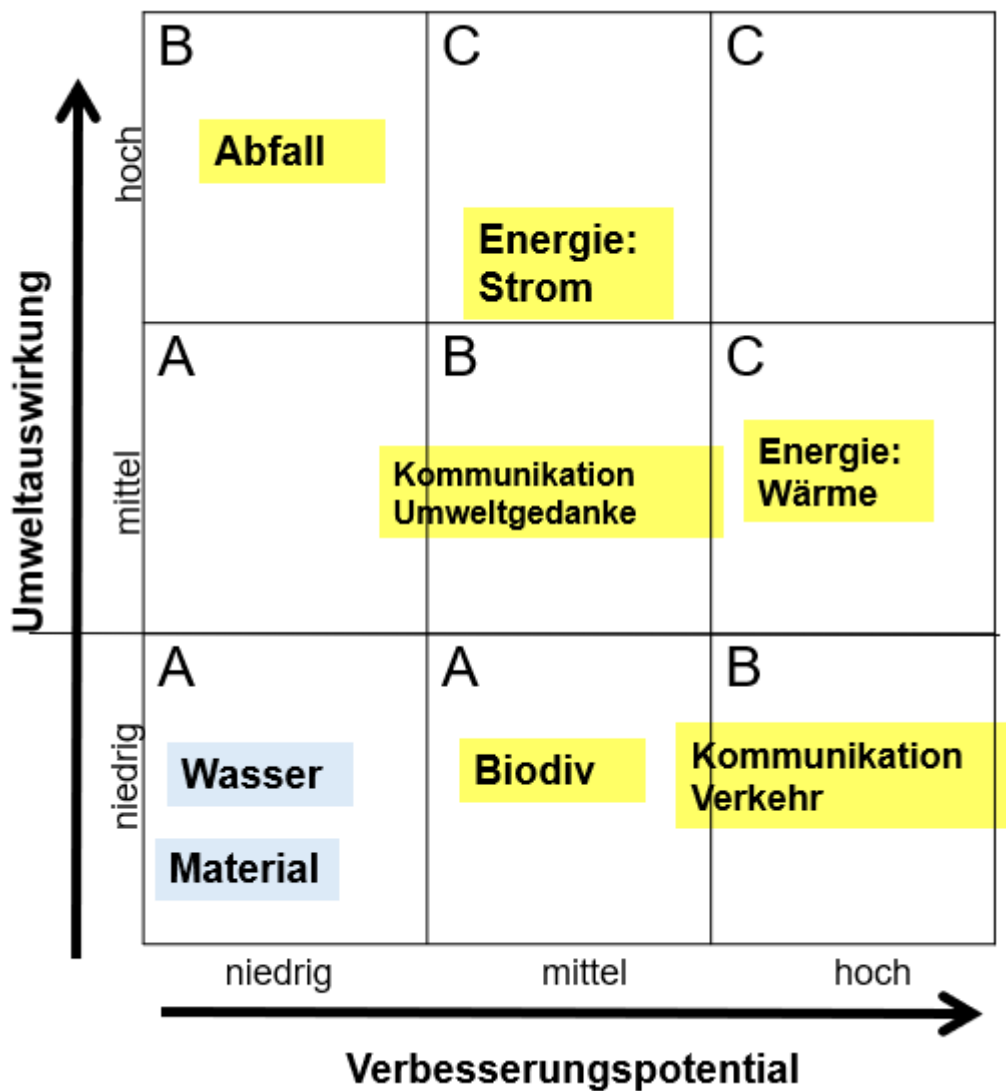 B
C
C
Abfall
Energie:
Strom
hoch
A
B
C
Kommunikation
Umweltgedanke
Energie:
Wärme
mittel
A
A
B
Wasser
Biodiv
Kommunikation
Verkehr
Material
niedrig
Umweltauswirkung
niedrig
mittel
hoch
Verbesserungspotential